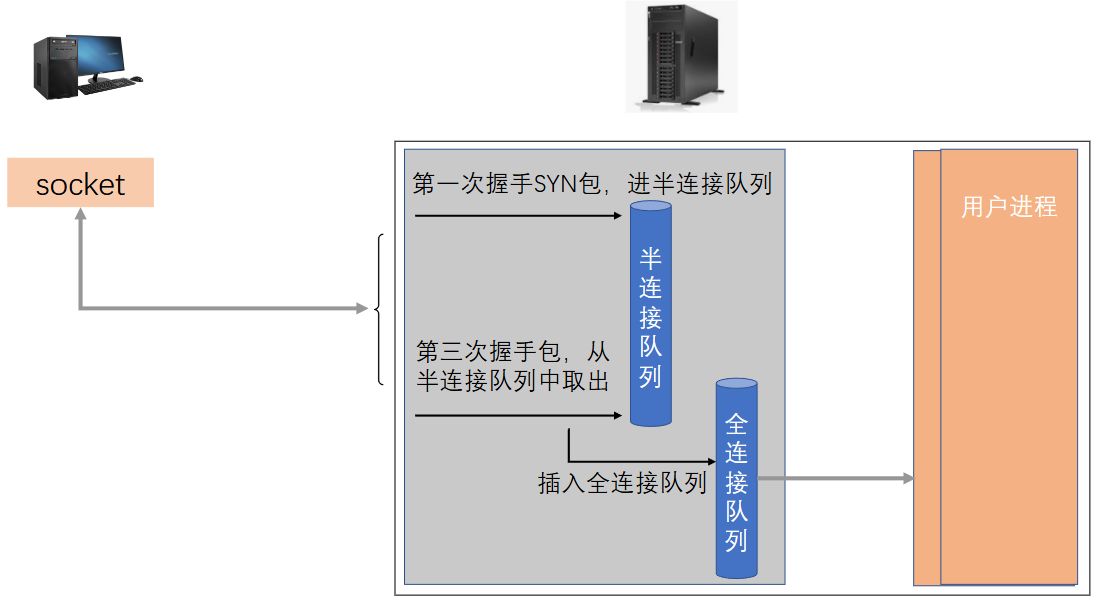 socket
第一次握手SYN包，进半连接队列
半连接队列
第三次握手包，从
半连接队列中取出
插入全连接队列
全连接队列
用户进程